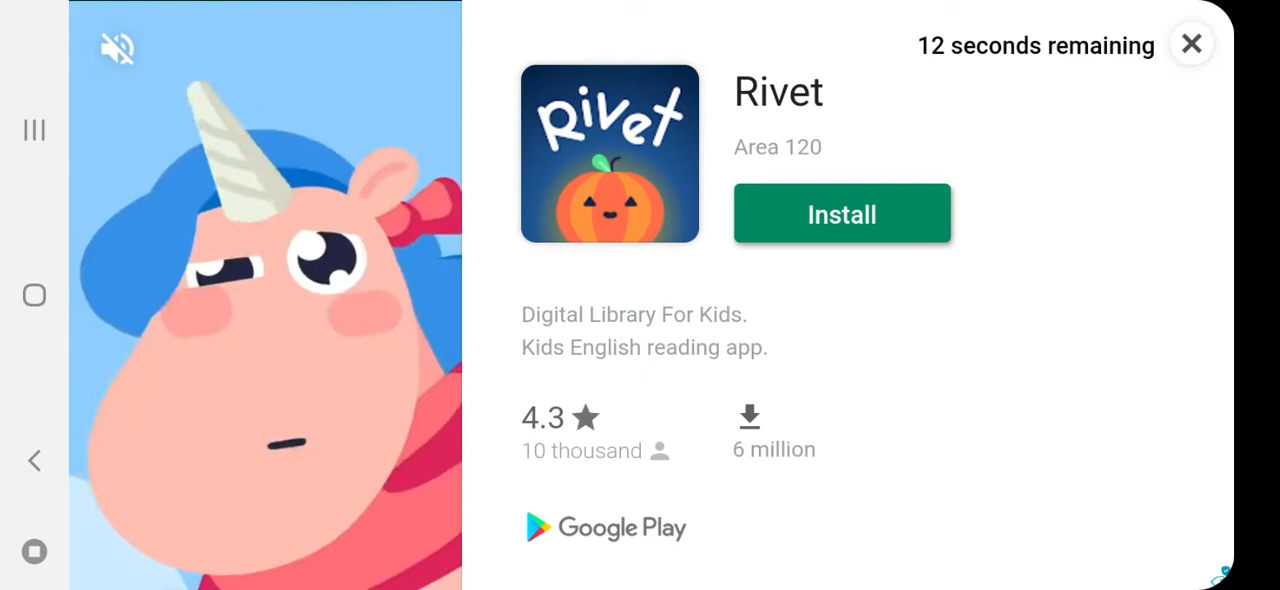 12 seconds remaining
Rivet
Rivet
Area 120
Install
Digital Library For Kids.
Kids English reading app.
4.3
10 thousand
6 million
Google Play